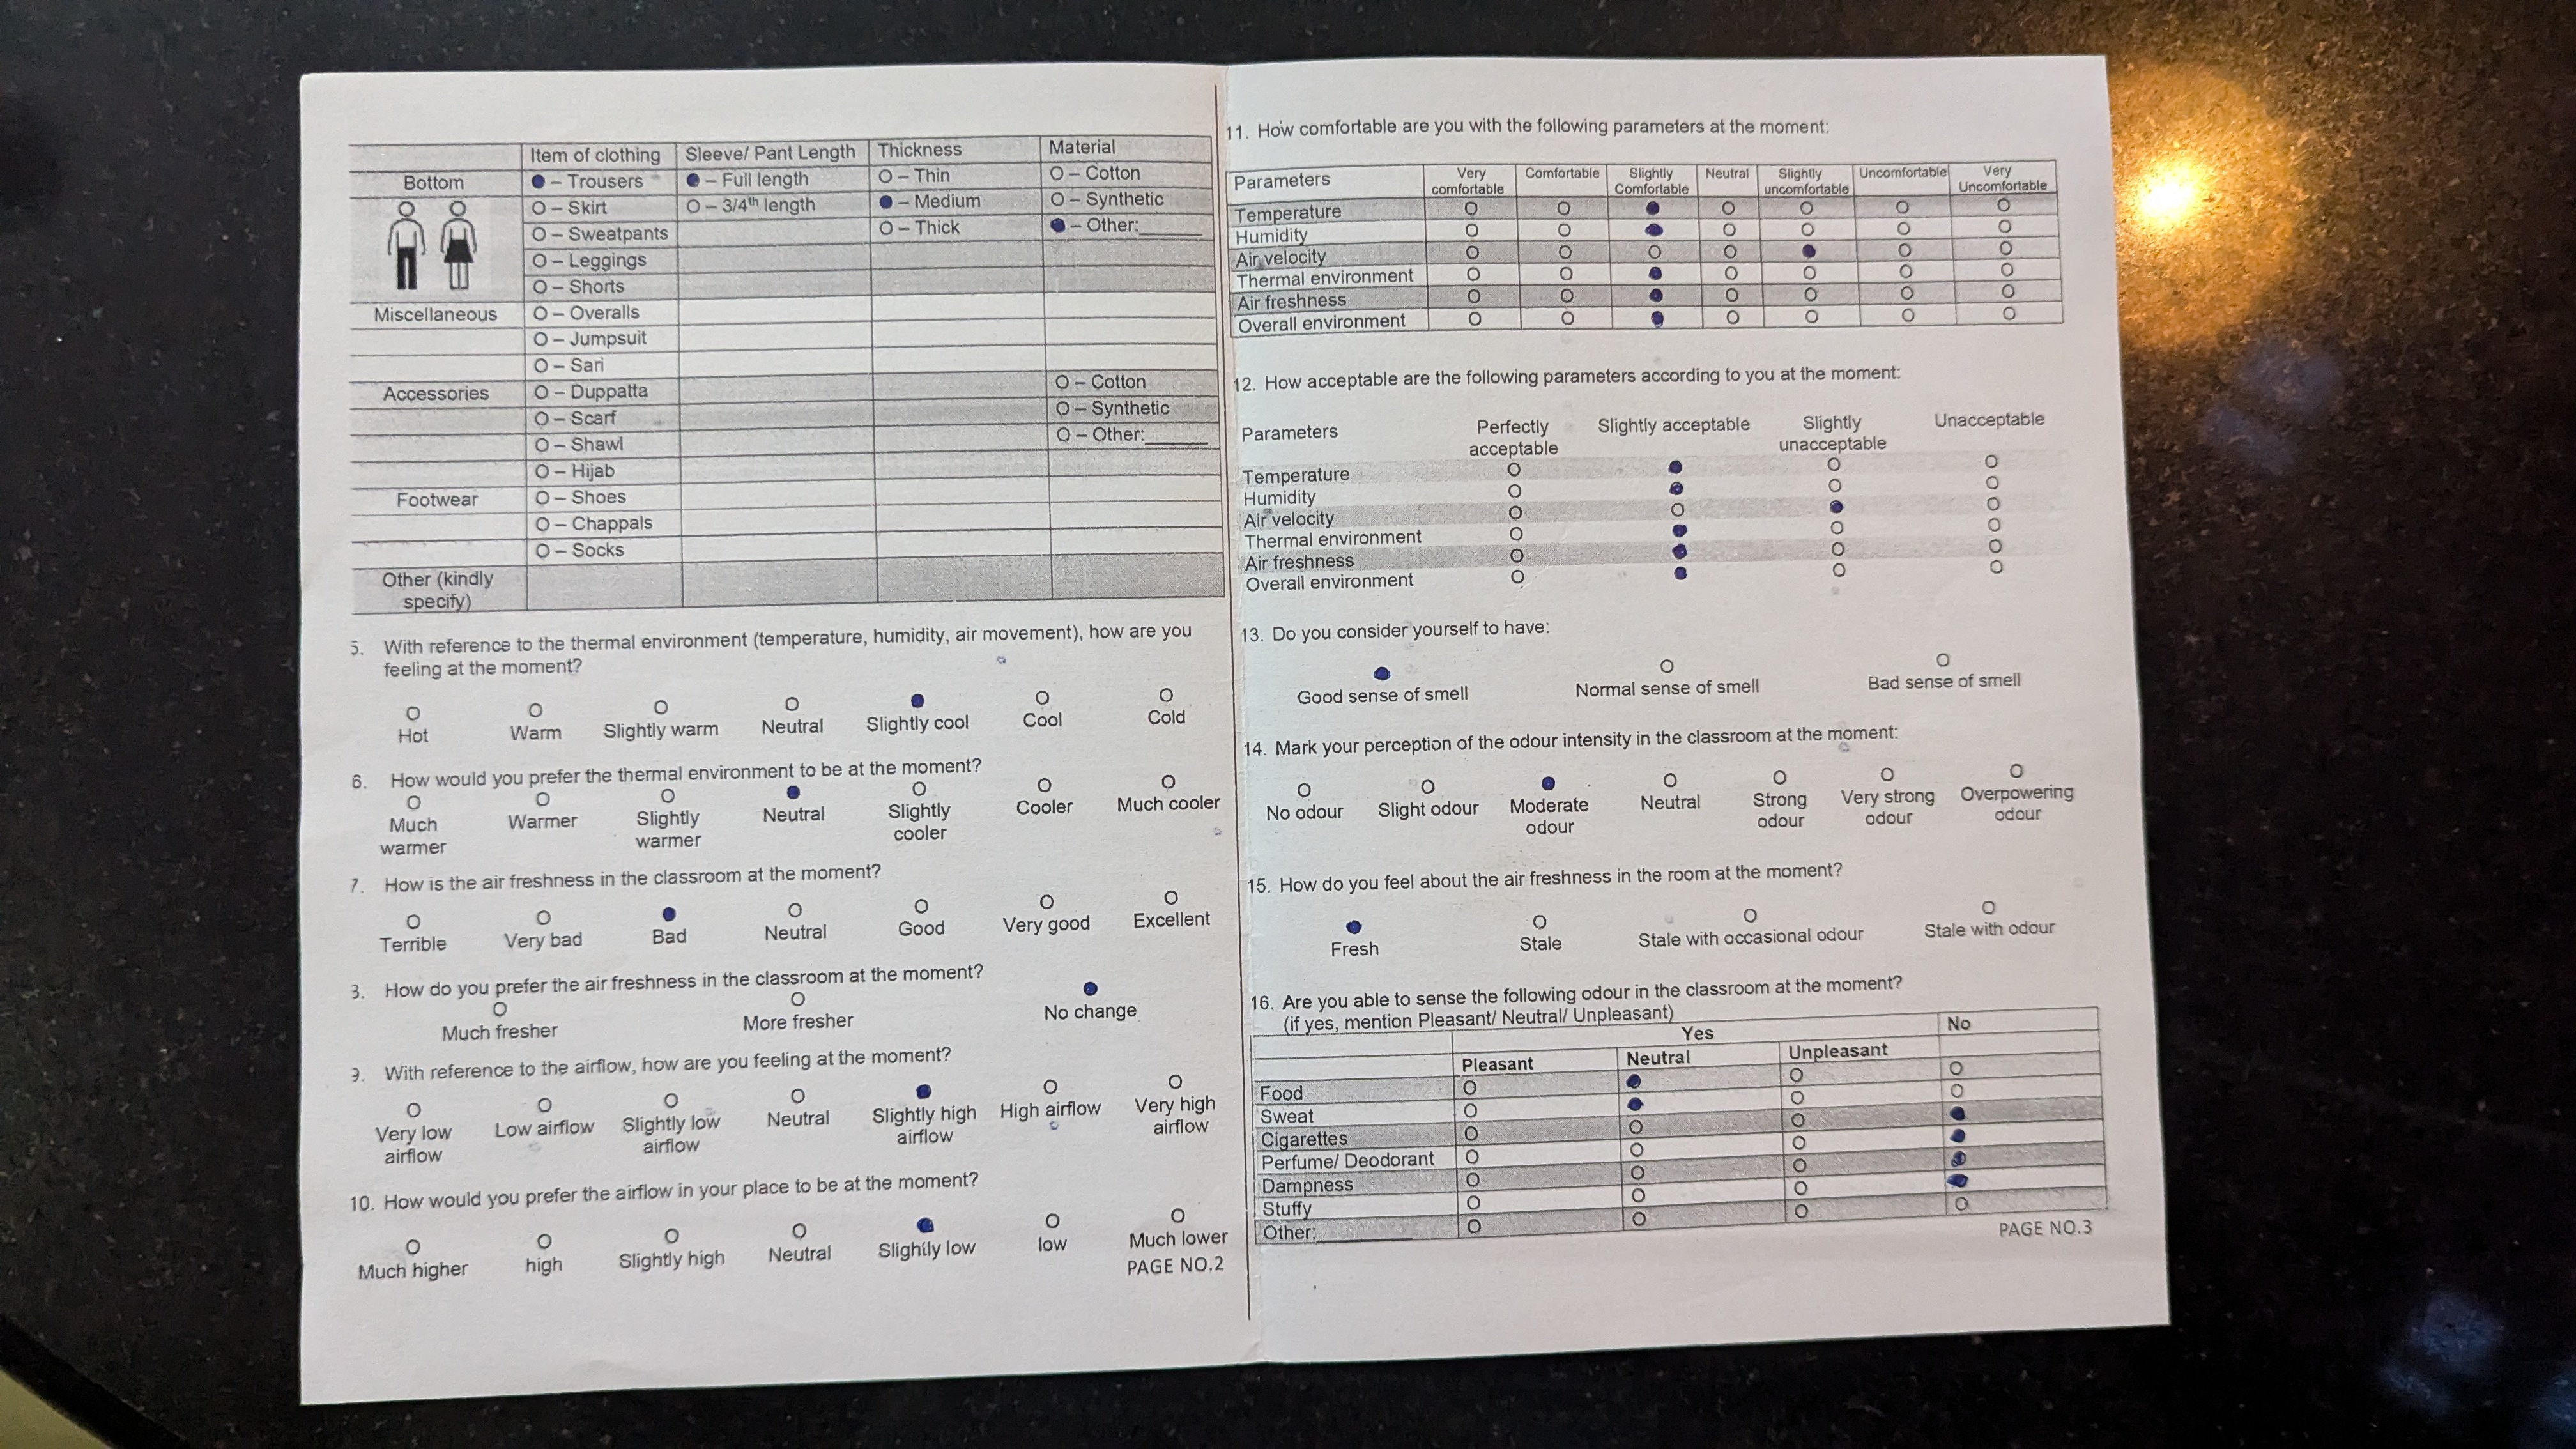 Item of clothing Sleeve/ Pant Length Thickness Material
Bottom ● – Trousers ● – Full length O – Thin O – Cotton
O – Skirt O – 3/4th length ● – Medium O – Synthetic
O – Sweatpants O – Thick ● – Other:______
O – Leggings
O – Shorts
Miscellaneous O – Overalls
O – Jumpsuit
O – Sari
Accessories O – Duppatta O – Cotton
O – Scarf O – Synthetic
O – Shawl O – Other:______
O – Hijab
Footwear O – Shoes
O – Chappals
O – Socks
Other (kindly
specify)
5. With reference to the thermal environment (temperature, humidity, air movement), how are you
feeling at the moment?
O O O O ● O O
Hot Warm Slightly warm Neutral Slightly cool Cool Cold
6. How would you prefer the thermal environment to be at the moment?
O O O ● O O O
Much Warmer Slightly Neutral Slightly Cooler Much cooler
warmer warmer cooler
7. How is the air freshness in the classroom at the moment?
O O ● O O O O
Terrible Very bad Bad Neutral Good Very good Excellent
3. How do you prefer the air freshness in the classroom at the moment?
O O ●
Much fresher More fresher No change
9. With reference to the airflow, how are you feeling at the moment?
O O O O ● O O
Very low Low airflow Slightly low Neutral Slightly high High airflow Very high
airflow airflow airflow airflow
10. How would you prefer the airflow in your place to be at the moment?
O O O O ● O O
Much higher high Slightly high Neutral Slightly low low Much lower
PAGE NO.2
11. How comfortable are you with the following parameters at the moment:
Parameters Very Comfortable Slightly Neutral Slightly Uncomfortable Very
comfortable Comfortable uncomfortable Uncomfortable
Temperature O O ● O O O O
Humidity O O ● O O O O
Air velocity O O O O ● O O
Thermal environment O O ● O O O O
Air freshness O O ● O O O O
Overall environment O O ● O O O O
12. How acceptable are the following parameters according to you at the moment:
Parameters Perfectly Slightly acceptable Slightly Unacceptable
acceptable unacceptable
Temperature O ● O O
Humidity O ● O O
Air velocity O O ● O
Thermal environment O ● O O
Air freshness O ● O O
Overall environment O ● O O
13. Do you consider yourself to have:
● O O
Good sense of smell Normal sense of smell Bad sense of smell
14. Mark your perception of the odour intensity in the classroom at the moment:
O O ● O O O O
No odour Slight odour Moderate Neutral Strong Very strong Overpowering
odour odour odour odour
15. How do you feel about the air freshness in the room at the moment?
● O O O
Fresh Stale Stale with occasional odour Stale with odour
16. Are you able to sense the following odour in the classroom at the moment?
(if yes, mention Pleasant/ Neutral/ Unpleasant)
Yes No
Pleasant Neutral Unpleasant
Food O ● O O
Sweat O ● O O
Cigarettes O O O ●
Perfume/ Deodorant O O O ●
Dampness O O O ●
Stuffy O O O ●
Other:__________ O O O O
PAGE NO.3